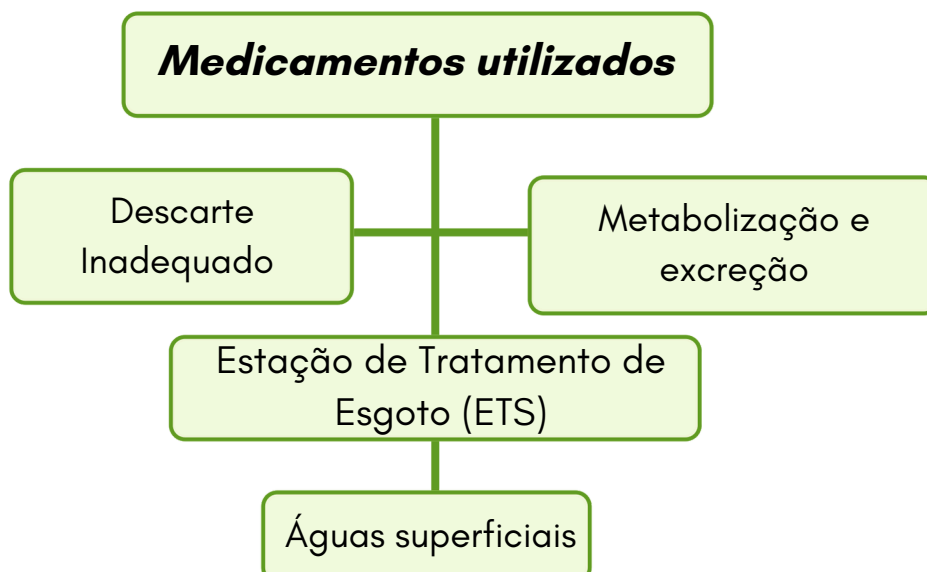 Medicamentos utilizados
Descarte
Inadequado
Metabolização e
excreção
Estação de Tratamento de
Esgoto (ETS)
Águas superficiais